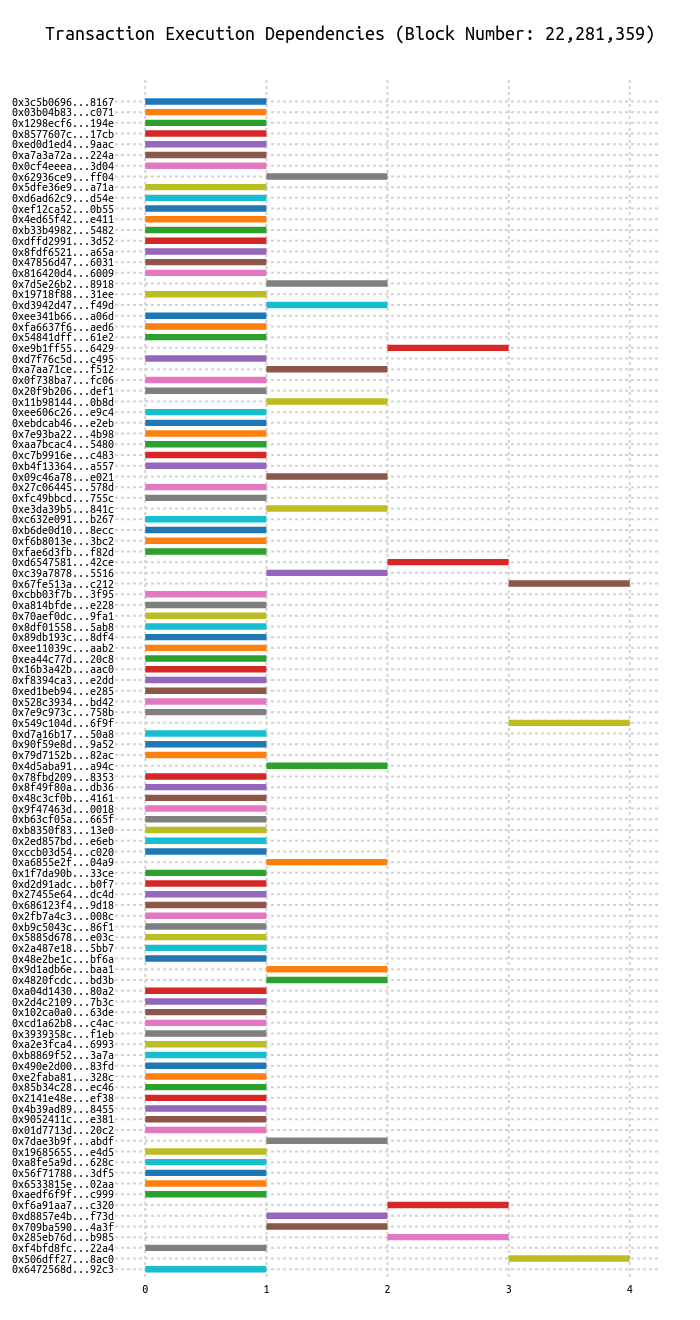 Transaction Execution Dependencies (Block Number: 22,281,359)
0x3c5b0696...8167
0x03b04b83...c071
0x1298ecf6...194e
0x8577607c...17cb
0xed0d1ed4...9aac
0xa7a3a72a...224a
0x0cf4eeea...3d04
0x62936ce9...ff04
0x5dfe36e9...a71a
0xd6ad62c9...d54e
0xef12ca52...0b55
0x4ed65f42...e411
0xb33b4982...5482
0xdffd2991...3d52
0x8fdf6521...a65a
0x47856d47...6031
0x816420d4...6009
0x7d5e26b2...8918
0x19718f88...31ee
0xd3942d47...f49d
0xee341b66...a06d
0xfa6637f6...aed6
0x54841dff...61e2
0xe9b1ff55...6429
0xd7f76c5d...c495
0xa7aa71ce...f512
0x0f738ba7...fc06
0x20f9b206...def1
0x11b98144...0b8d
0xee606c26...e9c4
0xebdcab46...e2eb
0x7e93ba22...4b98
0xaa7bcac4...5480
0xc7b9916e...c483
0xb4f13364...a557
0x09c46a78...e021
0x27c06445...578d
0xfc49bbcd...755c
0xe3da39b5...841c
0xc632e091...b267
0xb6de0d10...8ecc
0xf6b8013e...3bc2
0xfae6d3fb...f82d
0xd6547581...42ce
0xc39a7878...5516
0x67fe513a...c212
0xcbb03f7b...3f95
0xa814bfde...e228
0x70aef0dc...9fa1
0x8df01558...5ab8
0x89db193c...8df4
0xee11039c...aab2
0xea44c77d...20c8
0x16b3a42b...aac0
0xf8394ca3...e2dd
0xed1beb94...e285
0x528c3934...bd42
0x7e9c973c...758b
0x549c104d...6f9f
0xd7a16b17...50a8
0x90f59e8d...9a52
0x79d7152b...82ac
0x4d5aba91...a94c
0x78fbd209...8353
0x8f49f80a...db36
0x48c3cf0b...4161
0x9f47463d...0018
0xb63cf05a...665f
0xb8350f83...13e0
0x2ed857bd...e6eb
0xccb03d54...c020
0xa6855e2f...04a9
0x1f7da90b...33ce
0xd2d91adc...b0f7
0x27455e64...dc4d
0x686123f4...9d18
0x2fb7a4c3...008c
0xb9c5043c...86f1
0x5885d678...e03c
0x2a487e18...5bb7
0x48e2be1c...bf6a
0x9d1adb6e...baa1
0x4820fcdc...bd3b
0xa04d1430...80a2
0x2d4c2109...7b3c
0x102ca0a0...63de
0xcd1a62b8...c4ac
0x3939358c...f1eb
0xa2e3fca4...6993
0xb8869f52...3a7a
0x490e2d00...83fd
0xe2faba81...328c
0x85b34c28...ec46
0x2141e48e...ef38
0x4b39ad89...8455
0x9052411c...e381
0x01d7713d...20c2
0x7dae3b9f...abdf
0x19685655...e4d5
0xa8fe5a9d...628c
0x56f71788...3df5
0x6533815e...02aa
0xaedf6f9f...c999
0xf6a91aa7...c320
0xd8857e4b...f73d
0x709ba590...4a3f
0x285eb76d...b985
0xf4bfd8fc...22a4
0x506dff27...8ac0
0x6472568d...92c3
0 1 2 3 4